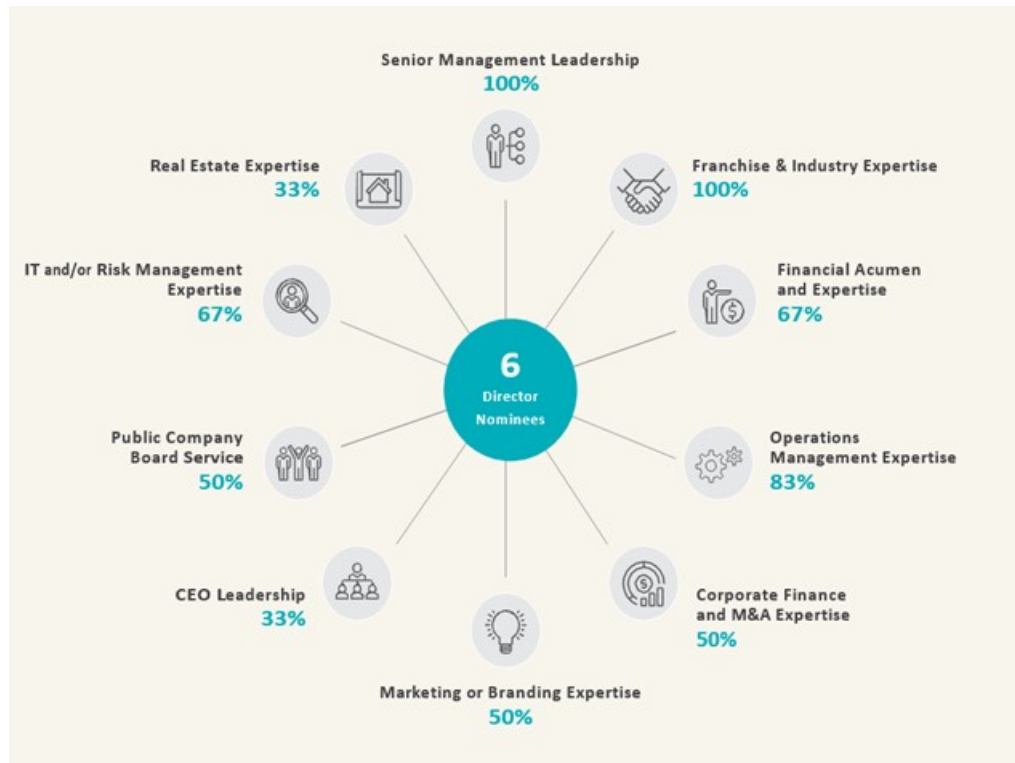 Senior Management Leadership
100%
Franchise & Industry Expertise
100%
Financial Acumen
and Expertise
67%
Operations
Management Expertise
83%
Corporate Finance
and M&A Expertise
50%
Marketing or Branding Expertise
50%
CEO Leadership
33%
Public Company
Board Service
50%
IT and/or Risk Management
Expertise
67%
Real Estate Expertise
33%
6
Director
Nominees